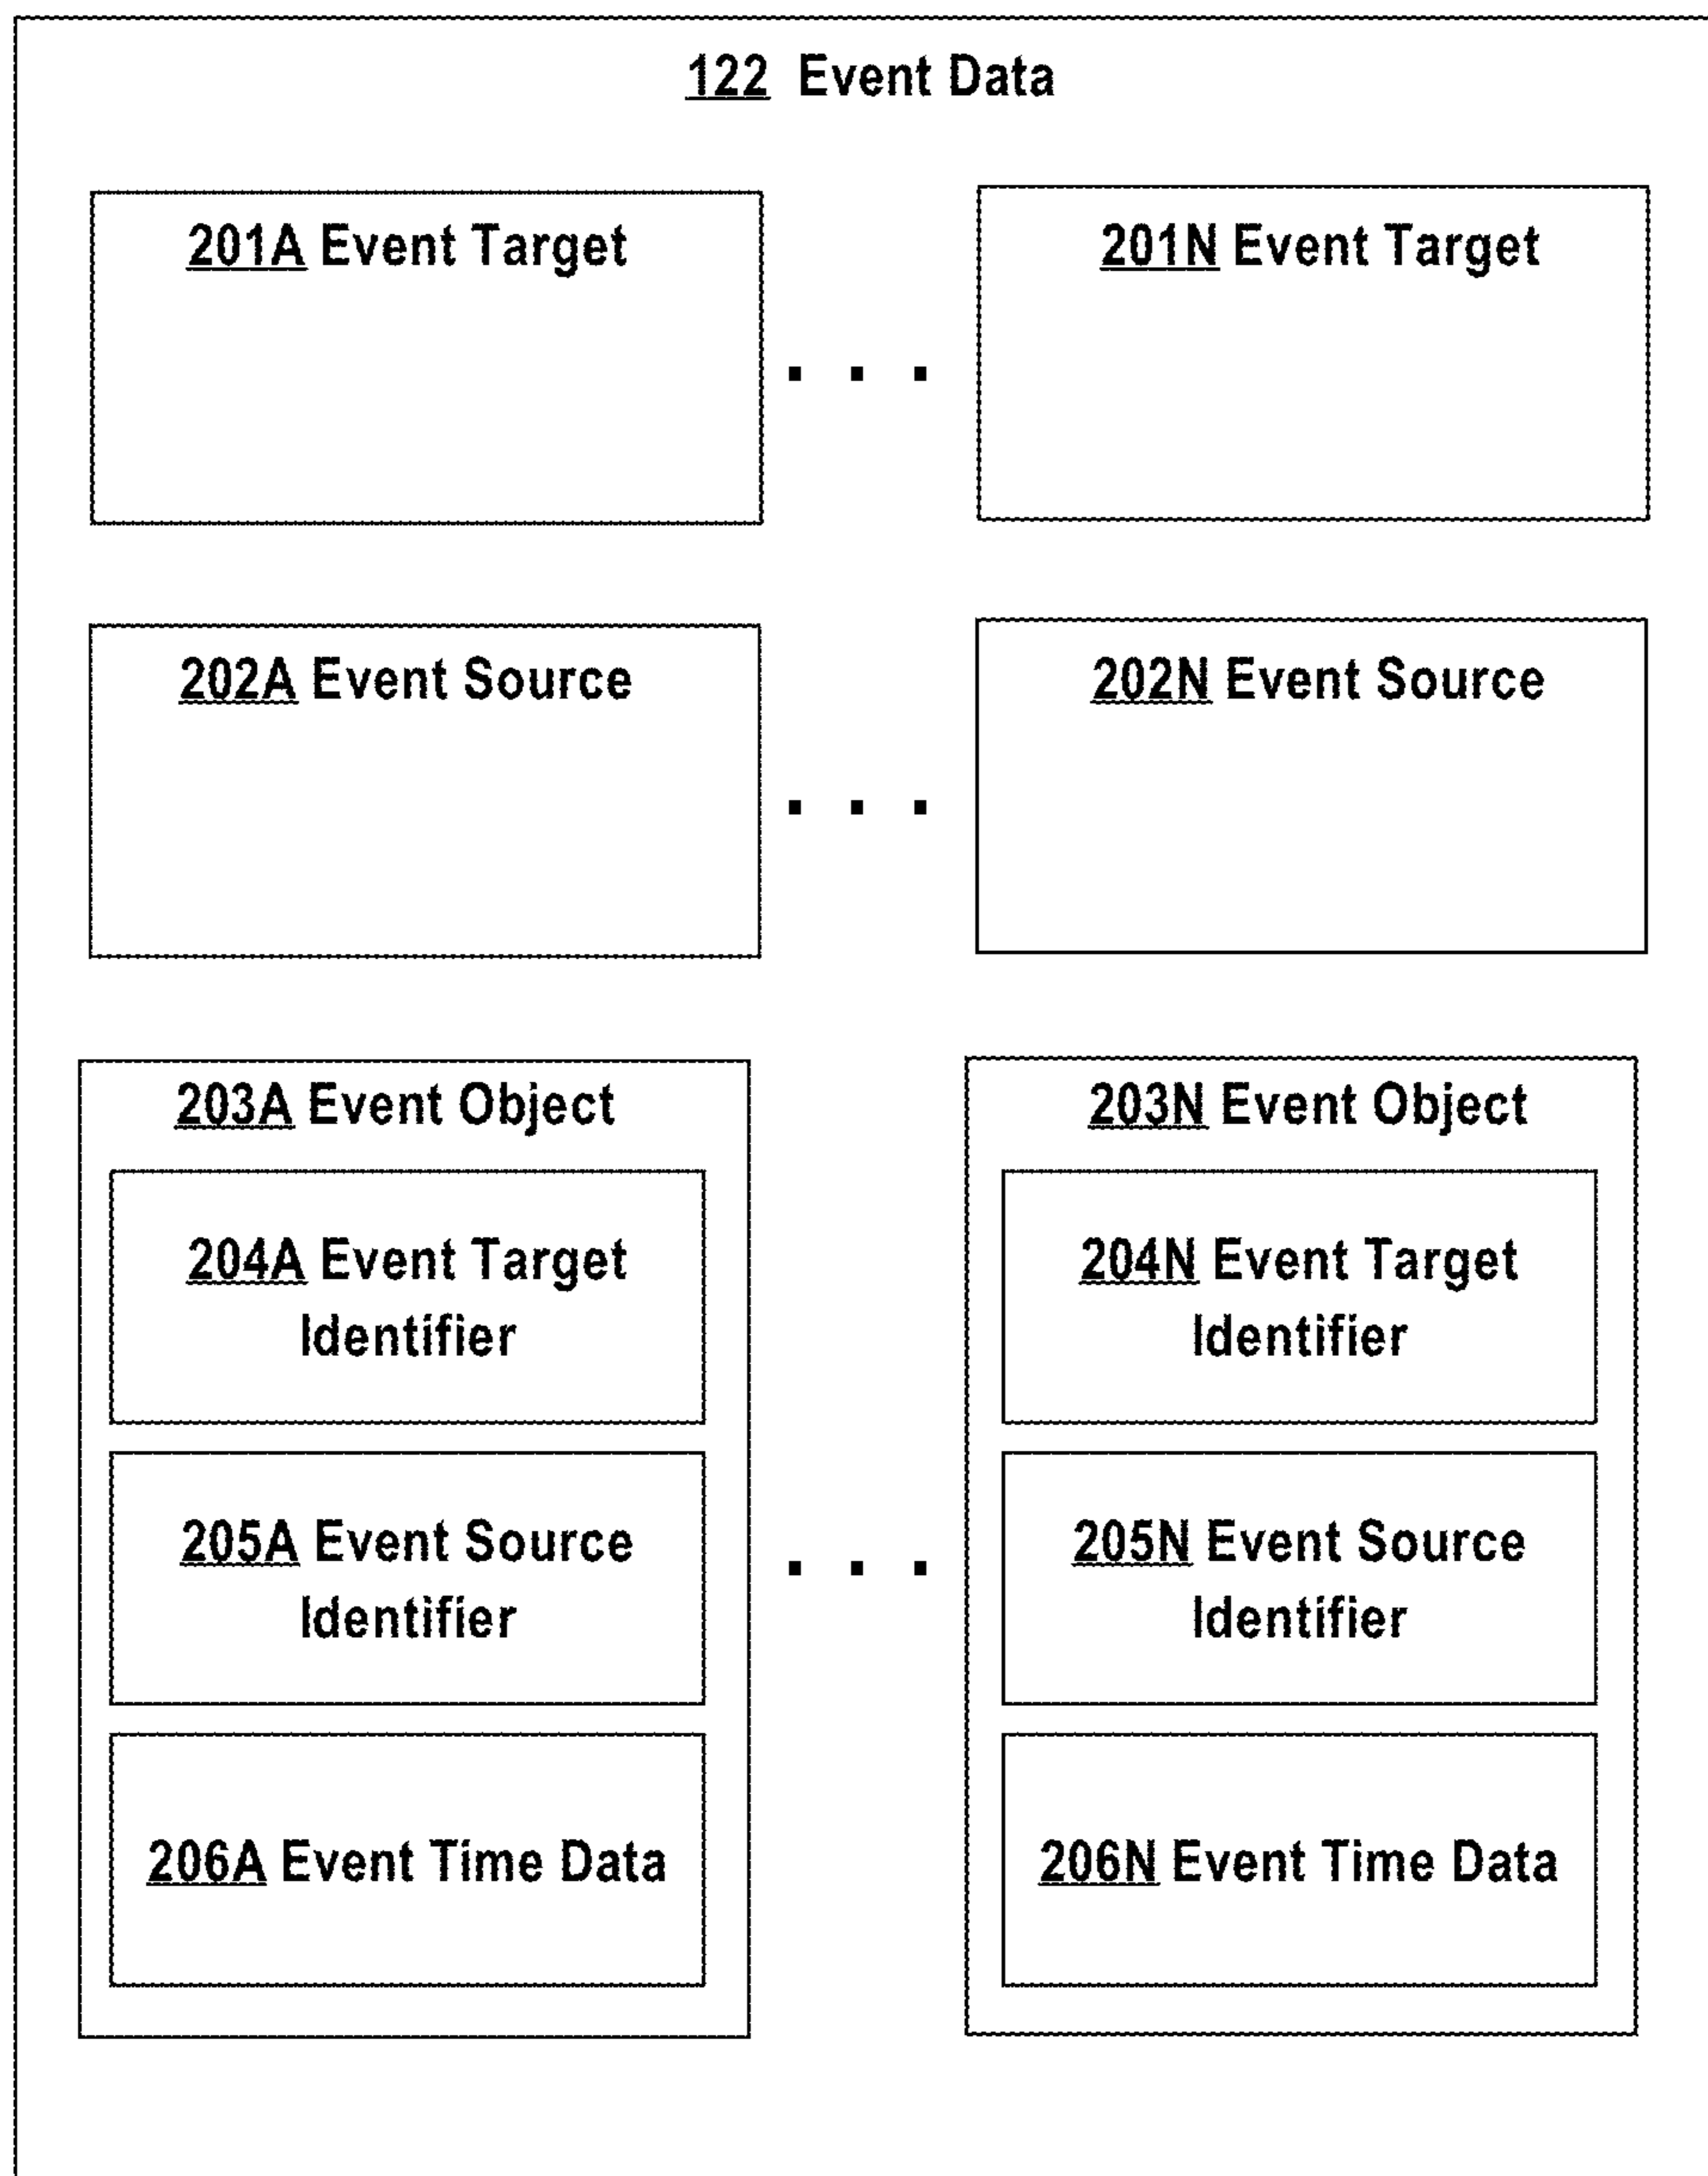 122 Event Data
201A Event Target
201N Event Target
. . .
202A Event Source
202N Event Source
. . .
203A Event Object
204A Event Target
Identifier
205A Event Source
Identifier
206A Event Time Data
. . .
203N Event Object
204N Event Target
Identifier
205N Event Source
Identifier
206N Event Time Data